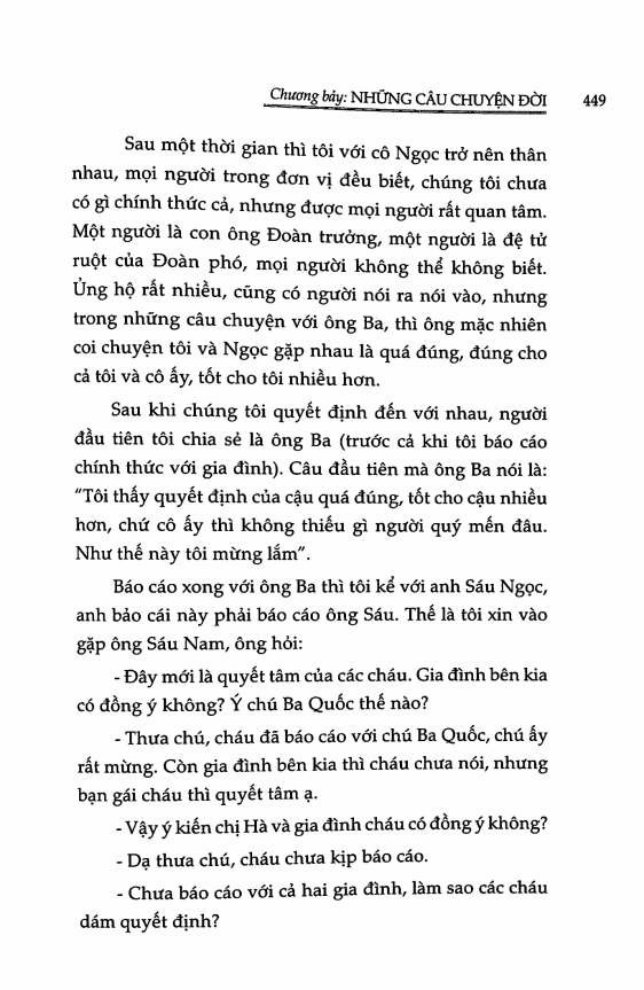 Chương bảy: NHỮNG CÂU CHUYỆN ĐỜI 449
Sau một thời gian thì tôi với cô Ngọc trở nên thân
nhau, mọi người trong đơn vị đều biết, chúng tôi chưa
có gì chính thức cả, nhưng được mọi người rất quan tâm.
Một người là con ông Đoàn trưởng, một người là đệ tử
ruột của Đoàn phó, mọi người không thể không biết.
Ủng hộ rất nhiều, cũng có người nói ra nói vào, nhưng
trong những câu chuyện với ông Ba, thì ông mặc nhiên
coi chuyện tôi và Ngọc gặp nhau là quá đúng, đúng cho
cả tôi và cô ấy, tốt cho tôi nhiều hơn.
Sau khi chúng tôi quyết định đến với nhau, người
đầu tiên tôi chia sẻ là ông Ba (trước cả khi tôi báo cáo
chính thức với gia đình). Câu đầu tiên mà ông Ba nói là:
"Tôi thấy quyết định của cậu quá đúng, tốt cho cậu nhiều
hơn, chứ cô ấy thì không thiếu gì người quý mến đâu.
Như thế này tôi mừng lắm".
Báo cáo xong với ông Ba thì tôi kể với anh Sáu Ngọc,
anh bảo cái này phải báo cáo ông Sáu. Thế là tôi xin vào
gặp ông Sáu Nam, ông hỏi:
- Đây mới là quyết tâm của các cháu. Gia đình bên kia
có đồng ý không? Ý chú Ba Quốc thế nào?
- Thưa chú, cháu đã báo cáo với chú Ba Quốc, chú ấy
rất mừng. Còn gia đình bên kia thì cháu chưa nói, nhưng
bạn gái cháu thì quyết tâm ạ.
- Vậy ý kiến chị Hà và gia đình cháu có đồng ý không?
- Dạ thưa chú, cháu chưa kịp báo cáo.
- Chưa báo cáo với cả hai gia đình, làm sao các cháu
dám quyết định?